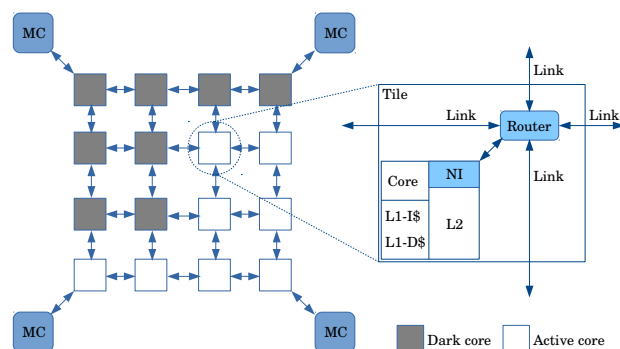 MC
MC
Link
Tile
Link
Link
Router
Link
NI
Core
L1-I$
L2
L1-D$
MC
MC
Dark core
Active core